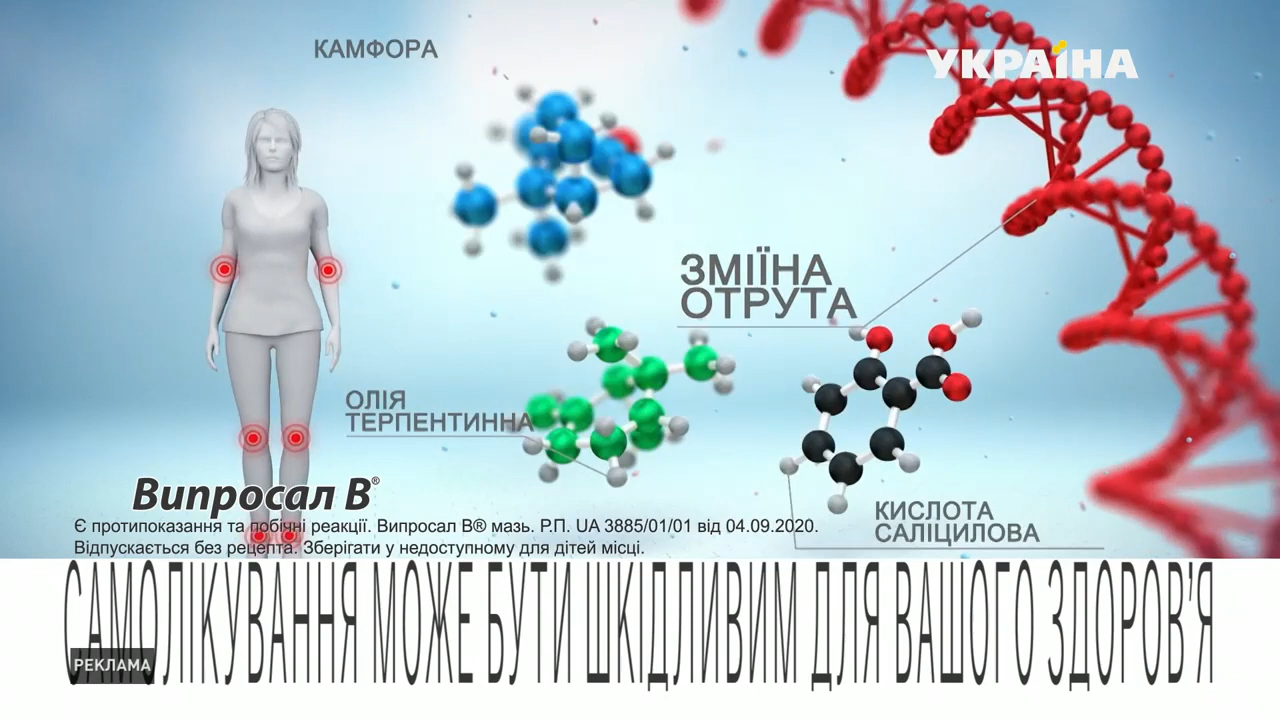 КАМФОРА
УКРАЇНА
ЗМІЇНА
ОТРУТА
ОЛІЯ
ТЕРПЕНТИННА
Випросал В®
КИСЛОТА
САЛІЦИЛОВА
Є протипоказання та побічні реакції. Випросал В® мазь. Р.П. UA 3885/01/01 від 04.09.2020.
Відпускається без рецепта. Зберігати у недоступному для дітей місці.
САМОЛІКУВАННЯ МОЖЕ БУТИ ШКІДЛИВИМ ДЛЯ ВАШОГО ЗДОРОВ'Я
РЕКЛАМА